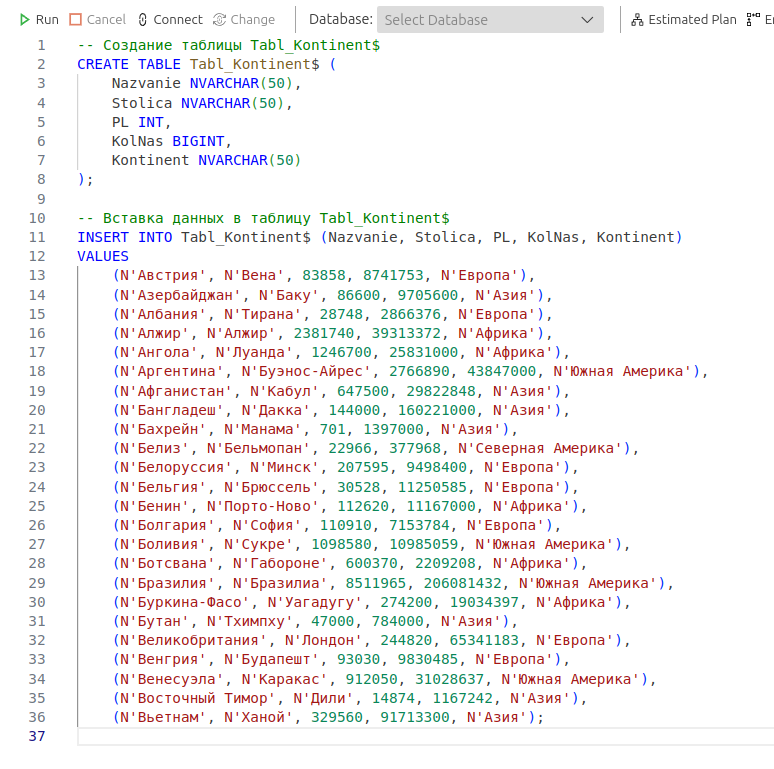 Run Cancel Connect Change Database: Select Database Estimated Plan
1 -- Создание таблицы Tabl_Kontinent$
2 CREATE TABLE Tabl_Kontinent$ (
3 Nazvanie NVARCHAR(50),
4 Stolica NVARCHAR(50),
5 PL INT,
6 KolNas BIGINT,
7 Kontinent NVARCHAR(50)
8 );
9
10 -- Вставка данных в таблицу Tabl_Kontinent$
11 INSERT INTO Tabl_Kontinent$ (Nazvanie, Stolica, PL, KolNas, Kontinent)
12 VALUES
13 (N'Австрия', N'Вена', 83858, 8741753, N'Европа'),
14 (N'Азербайджан', N'Баку', 86600, 9705600, N'Азия'),
15 (N'Албания', N'Тирана', 28748, 2866376, N'Европа'),
16 (N'Алжир', N'Алжир', 2381740, 39313372, N'Африка'),
17 (N'Ангола', N'Луанда', 1246700, 25831000, N'Африка'),
18 (N'Аргентина', N'Буэнос-Айрес', 2766890, 43847000, N'Южная Америка'),
19 (N'Афганистан', N'Кабул', 647500, 29822848, N'Азия'),
20 (N'Бангладеш', N'Дакка', 144000, 160221000, N'Азия'),
21 (N'Бахрейн', N'Манама', 701, 1397000, N'Азия'),
22 (N'Белиз', N'Бельмопан', 22966, 377968, N'Северная Америка'),
23 (N'Белоруссия', N'Минск', 207595, 9498400, N'Европа'),
24 (N'Бельгия', N'Брюссель', 30528, 11250585, N'Европа'),
25 (N'Бенин', N'Порто-Ново', 112620, 11167000, N'Африка'),
26 (N'Болгария', N'София', 110910, 7153784, N'Европа'),
27 (N'Боливия', N'Сукре', 1098580, 10985059, N'Южная Америка'),
28 (N'Ботсвана', N'Габороне', 600370, 2209208, N'Африка'),
29 (N'Бразилия', N'Бразилиа', 8511965, 206081432, N'Южная Америка'),
30 (N'Буркина-Фасо', N'Уагадугу', 274200, 19034397, N'Африка'),
31 (N'Бутан', N'Тхимпху', 47000, 784000, N'Азия'),
32 (N'Великобритания', N'Лондон', 244820, 65341183, N'Европа'),
33 (N'Венгрия', N'Будапешт', 93030, 9830485, N'Европа'),
34 (N'Венесуэла', N'Каракас', 912050, 31028637, N'Южная Америка'),
35 (N'Восточный Тимор', N'Дили', 14874, 1167242, N'Азия'),
36 (N'Вьетнам', N'Ханой', 329560, 91713300, N'Азия');
37